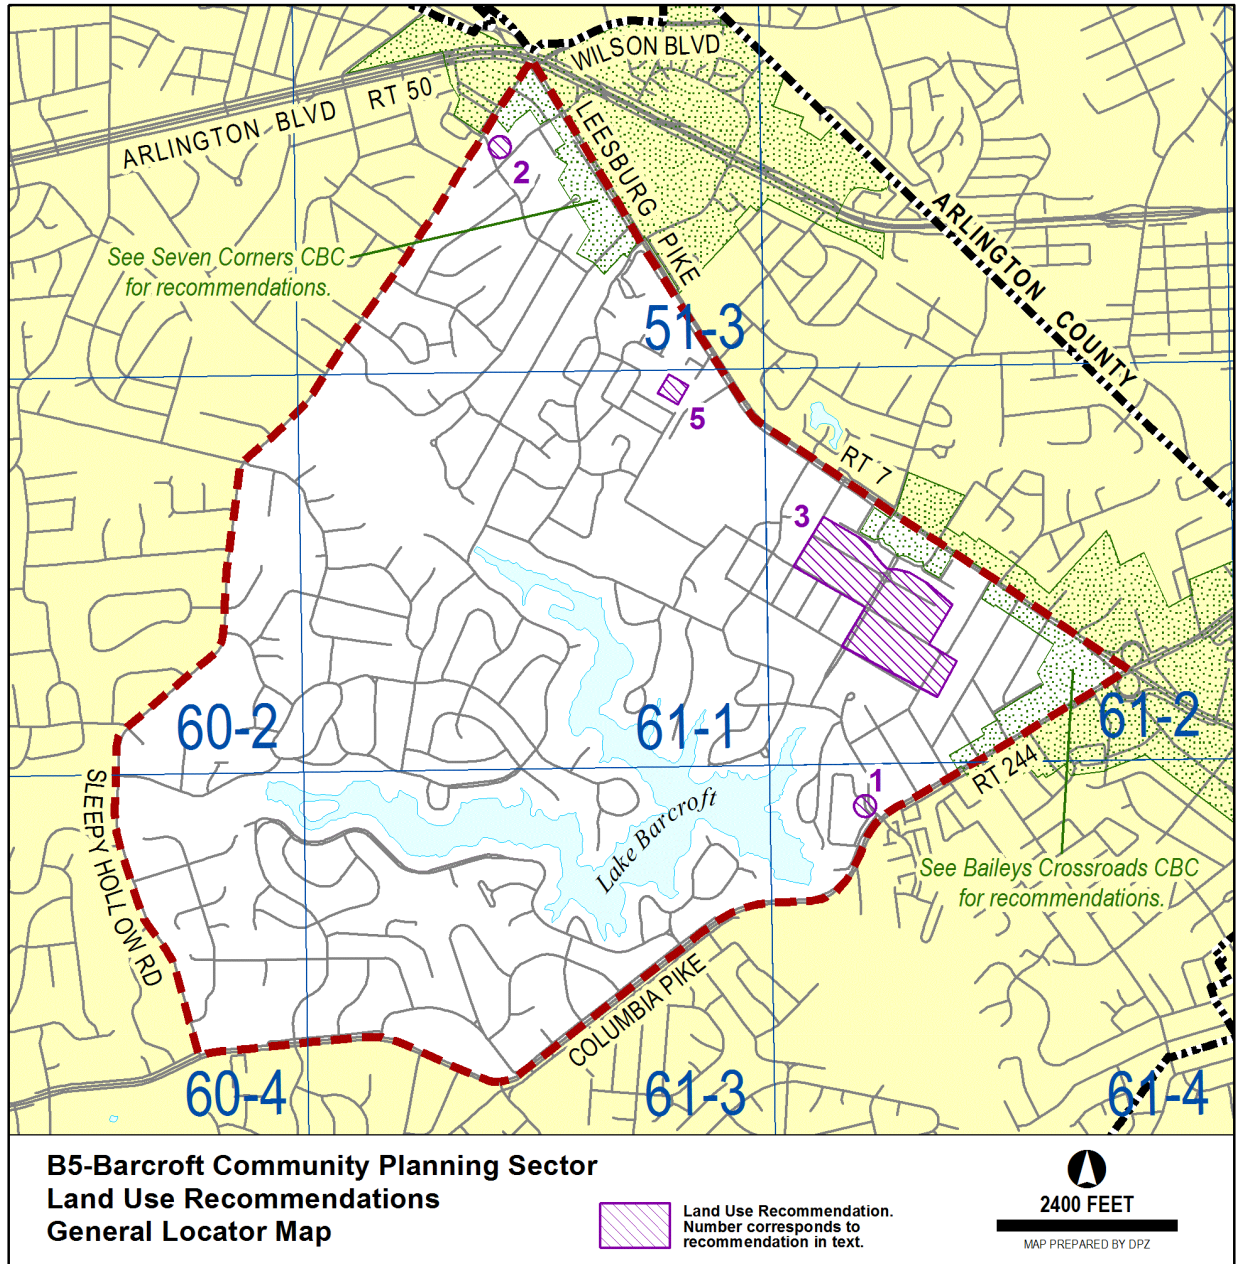 WILSON BLVD
RT 50
ARLINGTON BLVD
LEESBURG PIKE
2
ARLINGTON COUNTY
See Seven Corners CBC
for recommendations.
51-3
5
RT 7
3
60-2
61-1
61-2
RT 244
1
SLEEPY HOLLOW RD
Lake Barcroft
See Baileys Crossroads CBC
for recommendations.
COLUMBIA PIKE
60-4
61-3
61-4
B5-Barcroft Community Planning Sector
Land Use Recommendations
General Locator Map
Land Use Recommendation.
Number corresponds to
recommendation in text.
2400 FEET
MAP PREPARED BY DPZ